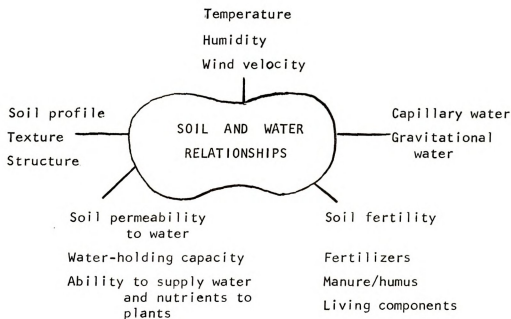 Temperature
Humidity
Wind velocity
Soil profile
Texture
Structure
SOIL AND WATER
RELATIONSHIPS
Capillary water
Gravitational
water
Soil permeability
to water
Water-holding capacity
Ability to supply water
and nutrients to
plants
Soil fertility
Fertilizers
Manure/humus
Living components